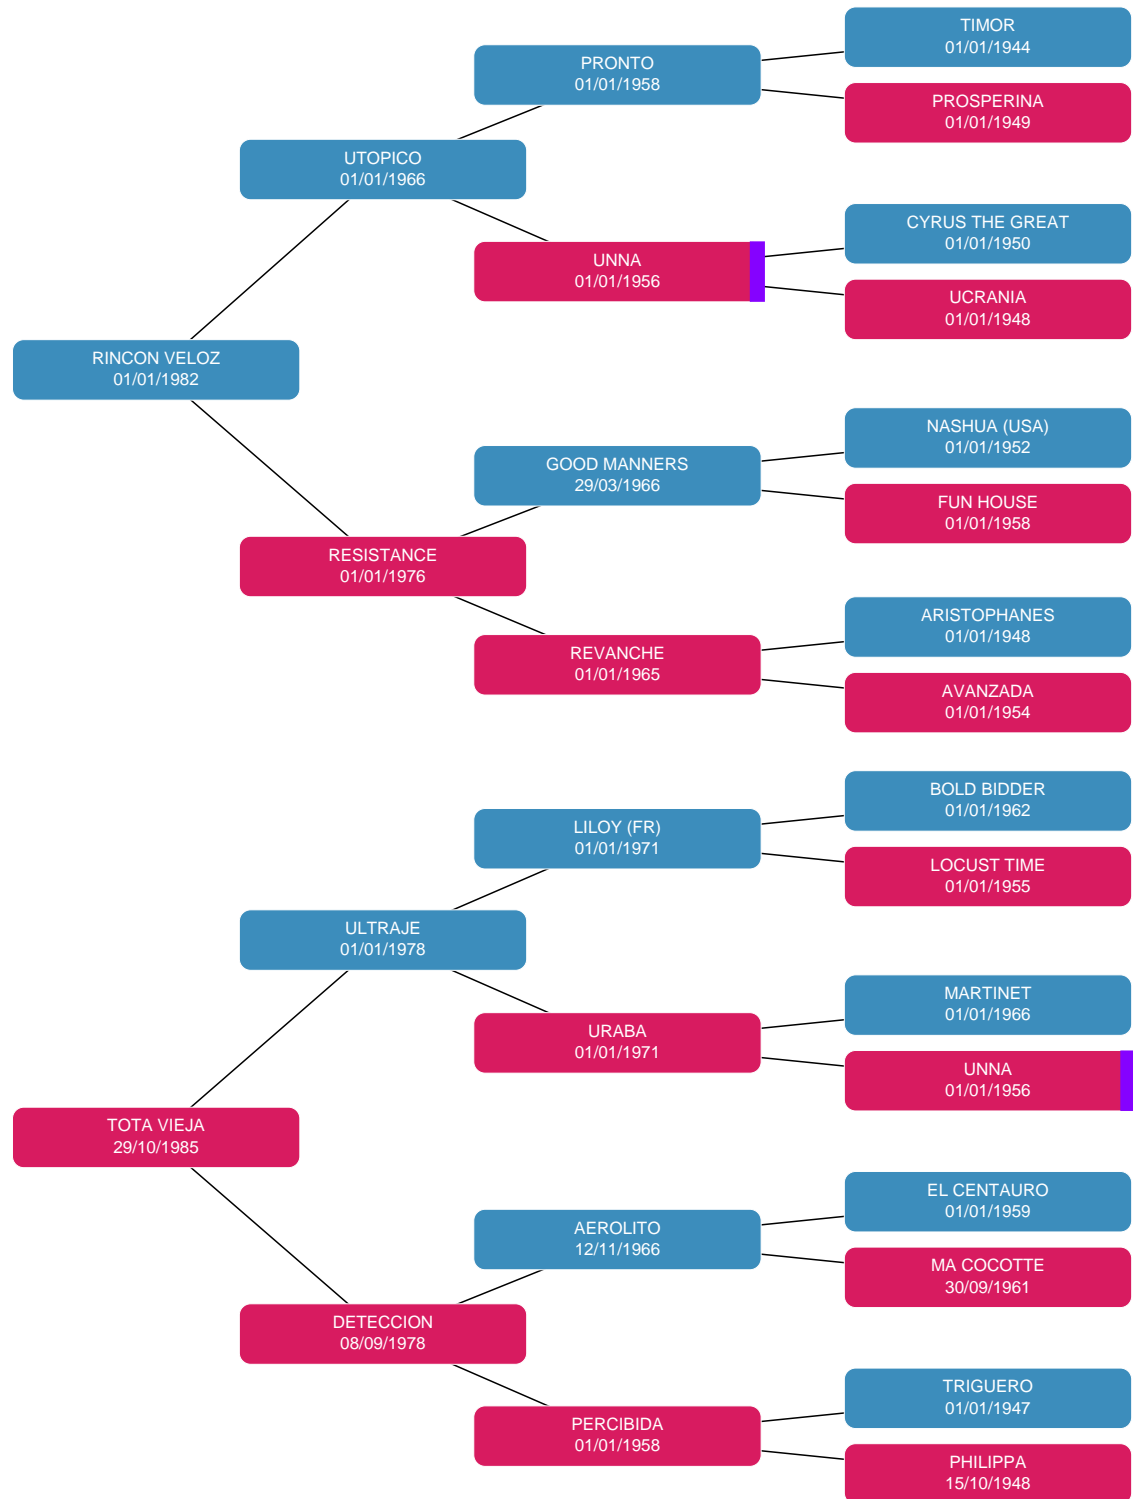 TIMOR
01/01/1944
PRONTO
01/01/1958
PROSPERINA
01/01/1949
UTOPICO
01/01/1966
CYRUS THE GREAT
01/01/1950
UNNA
01/01/1956
UCRANIA
01/01/1948
RINCON VELOZ
01/01/1982
NASHUA (USA)
01/01/1952
GOOD MANNERS
29/03/1966
FUN HOUSE
01/01/1958
RESISTANCE
01/01/1976
ARISTOPHANES
01/01/1948
REVANCHE
01/01/1965
AVANZADA
01/01/1954
BOLD BIDDER
01/01/1962
LILOY (FR)
01/01/1971
LOCUST TIME
01/01/1955
ULTRAJE
01/01/1978
MARTINET
01/01/1966
URABA
01/01/1971
UNNA
01/01/1956
TOTA VIEJA
29/10/1985
EL CENTAURO
01/01/1959
AEROLITO
12/11/1966
MA COCOTTE
30/09/1961
DETECCION
08/09/1978
TRIGUERO
01/01/1947
PERCIBIDA
01/01/1958
PHILIPPA
15/10/1948